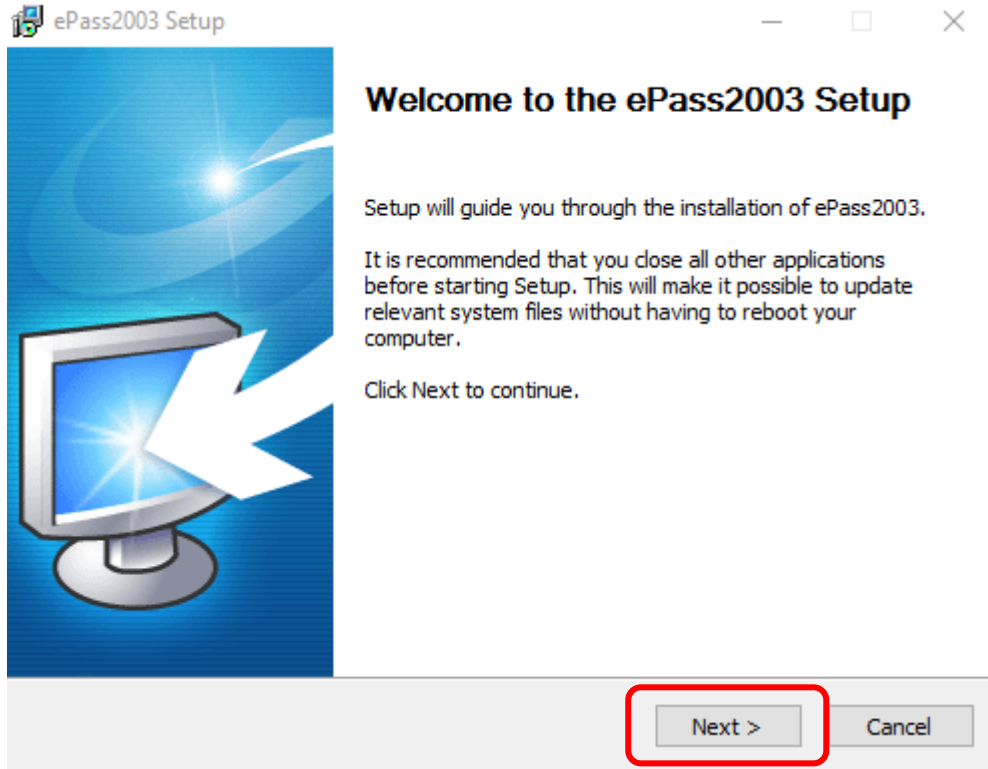 ePass2003 Setup
Welcome to the ePass2003 Setup
Setup will guide you through the installation of ePass2003.
It is recommended that you close all other applications
before starting Setup. This will make it possible to update
relevant system files without having to reboot your
computer.
Click Next to continue.
Next >
Cancel